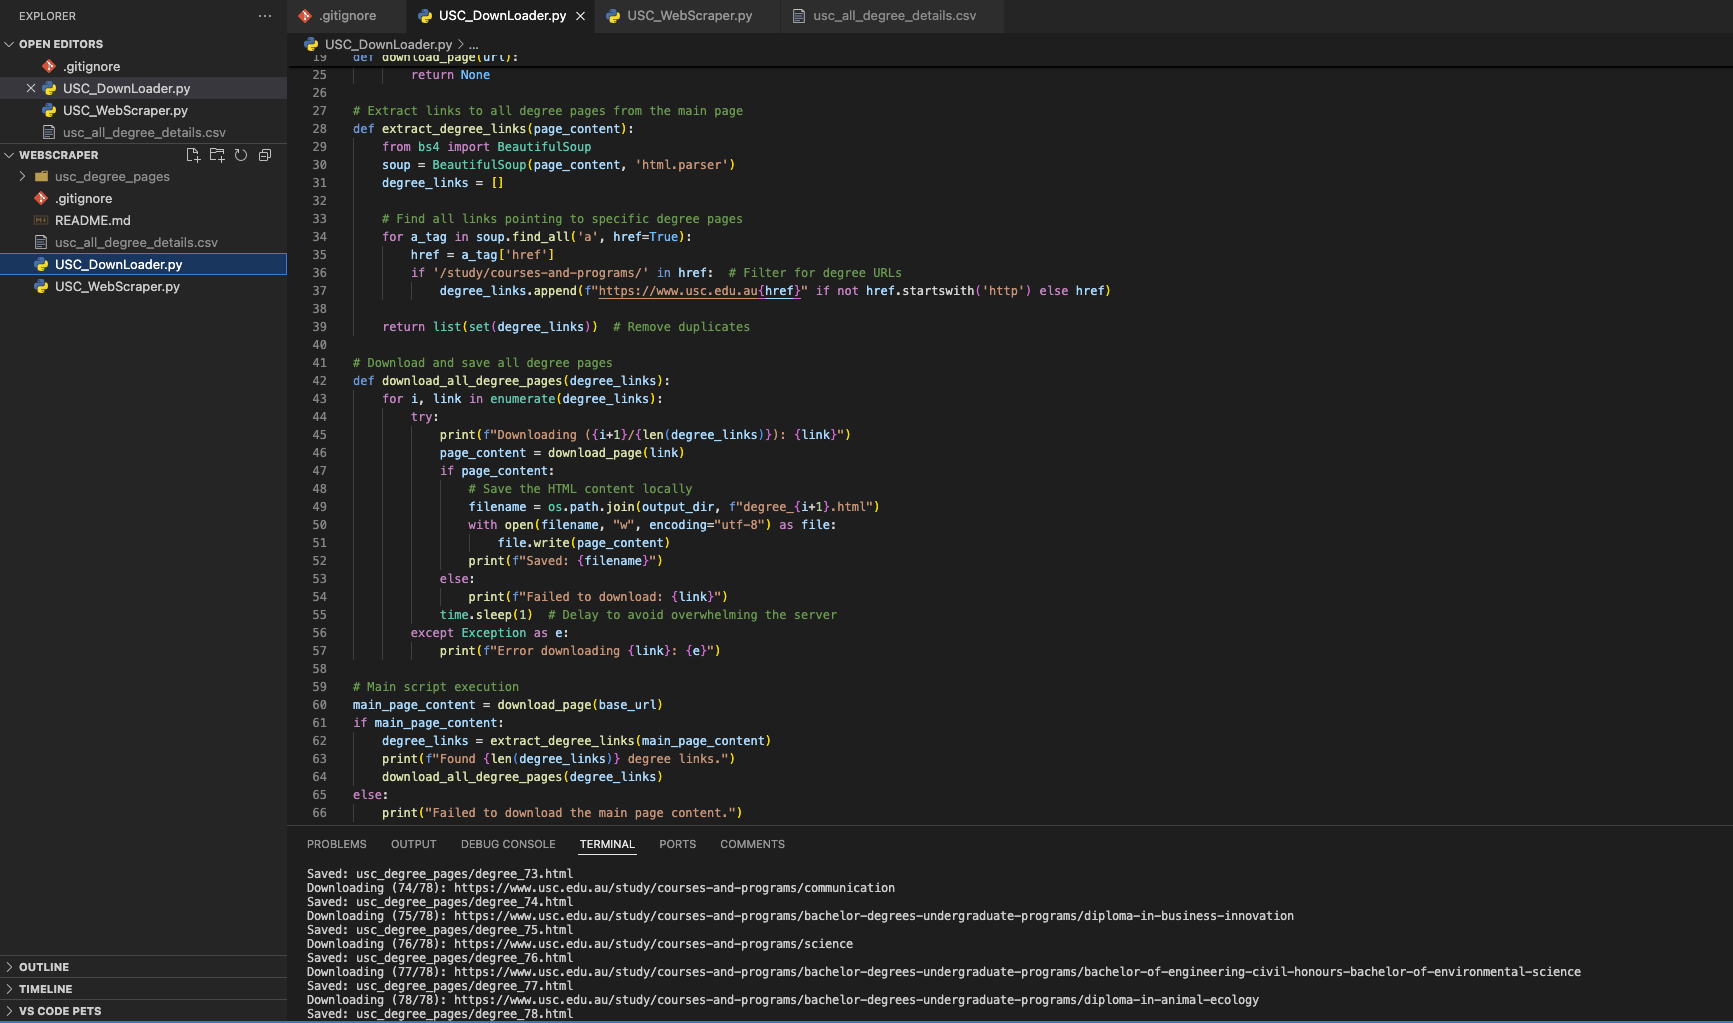 EXPLORER
OPEN EDITORS
.gitignore
USC_DownLoader.py
USC_WebScraper.py
usc_all_degree_details.csv
WEBSCRAPER
usc_degree_pages
.gitignore
README.md
usc_all_degree_details.csv
USC_DownLoader.py
USC_WebScraper.py
OUTLINE
TIMELINE
VS CODE PETS
.gitignore USC_DownLoader.py USC_WebScraper.py usc_all_degree_details.csv
USC_DownLoader.py > ...
19 def download_page(url):
25 return None
26
27 # Extract links to all degree pages from the main page
28 def extract_degree_links(page_content):
29 from bs4 import BeautifulSoup
30 soup = BeautifulSoup(page_content, 'html.parser')
31 degree_links = []
32
33 # Find all links pointing to specific degree pages
34 for a_tag in soup.find_all('a', href=True):
35 href = a_tag['href']
36 if '/study/courses-and-programs/' in href:  # Filter for degree URLs
37 degree_links.append(f"https://www.usc.edu.au{href}" if not href.startswith('http') else href)
38
39 return list(set(degree_links))  # Remove duplicates
40
41 # Download and save all degree pages
42 def download_all_degree_pages(degree_links):
43 for i, link in enumerate(degree_links):
44 try:
45 print(f"Downloading ({i+1}/{len(degree_links)}): {link}")
46 page_content = download_page(link)
47 if page_content:
48 # Save the HTML content locally
49 filename = os.path.join(output_dir, f"degree_{i+1}.html")
50 with open(filename, "w", encoding="utf-8") as file:
51 file.write(page_content)
52 print(f"Saved: {filename}")
53 else:
54 print(f"Failed to download: {link}")
55 time.sleep(1)  # Delay to avoid overwhelming the server
56 except Exception as e:
57 print(f"Error downloading {link}: {e}")
58
59 # Main script execution
60 main_page_content = download_page(base_url)
61 if main_page_content:
62 degree_links = extract_degree_links(main_page_content)
63 print(f"Found {len(degree_links)} degree links.")
64 download_all_degree_pages(degree_links)
65 else:
66 print("Failed to download the main page content.")
PROBLEMS OUTPUT DEBUG CONSOLE TERMINAL PORTS COMMENTS
Saved: usc_degree_pages/degree_73.html
Downloading (74/78): https://www.usc.edu.au/study/courses-and-programs/communication
Saved: usc_degree_pages/degree_74.html
Downloading (75/78): https://www.usc.edu.au/study/courses-and-programs/bachelor-degrees-undergraduate-programs/diploma-in-business-innovation
Saved: usc_degree_pages/degree_75.html
Downloading (76/78): https://www.usc.edu.au/study/courses-and-programs/science
Saved: usc_degree_pages/degree_76.html
Downloading (77/78): https://www.usc.edu.au/study/courses-and-programs/bachelor-degrees-undergraduate-programs/bachelor-of-engineering-civil-honours-bachelor-of-environmental-science
Saved: usc_degree_pages/degree_77.html
Downloading (78/78): https://www.usc.edu.au/study/courses-and-programs/bachelor-degrees-undergraduate-programs/diploma-in-animal-ecology
Saved: usc_degree_pages/degree_78.html